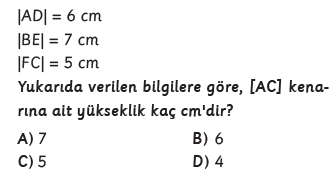 |AD| = 6 cm
|BE| = 7 cm
|FC| = 5 cm
Yukarıda verilen bilgilere göre, [AC] kena-
rına ait yükseklik kaç cm'dir?
A) 7 B) 6
C) 5 D) 4